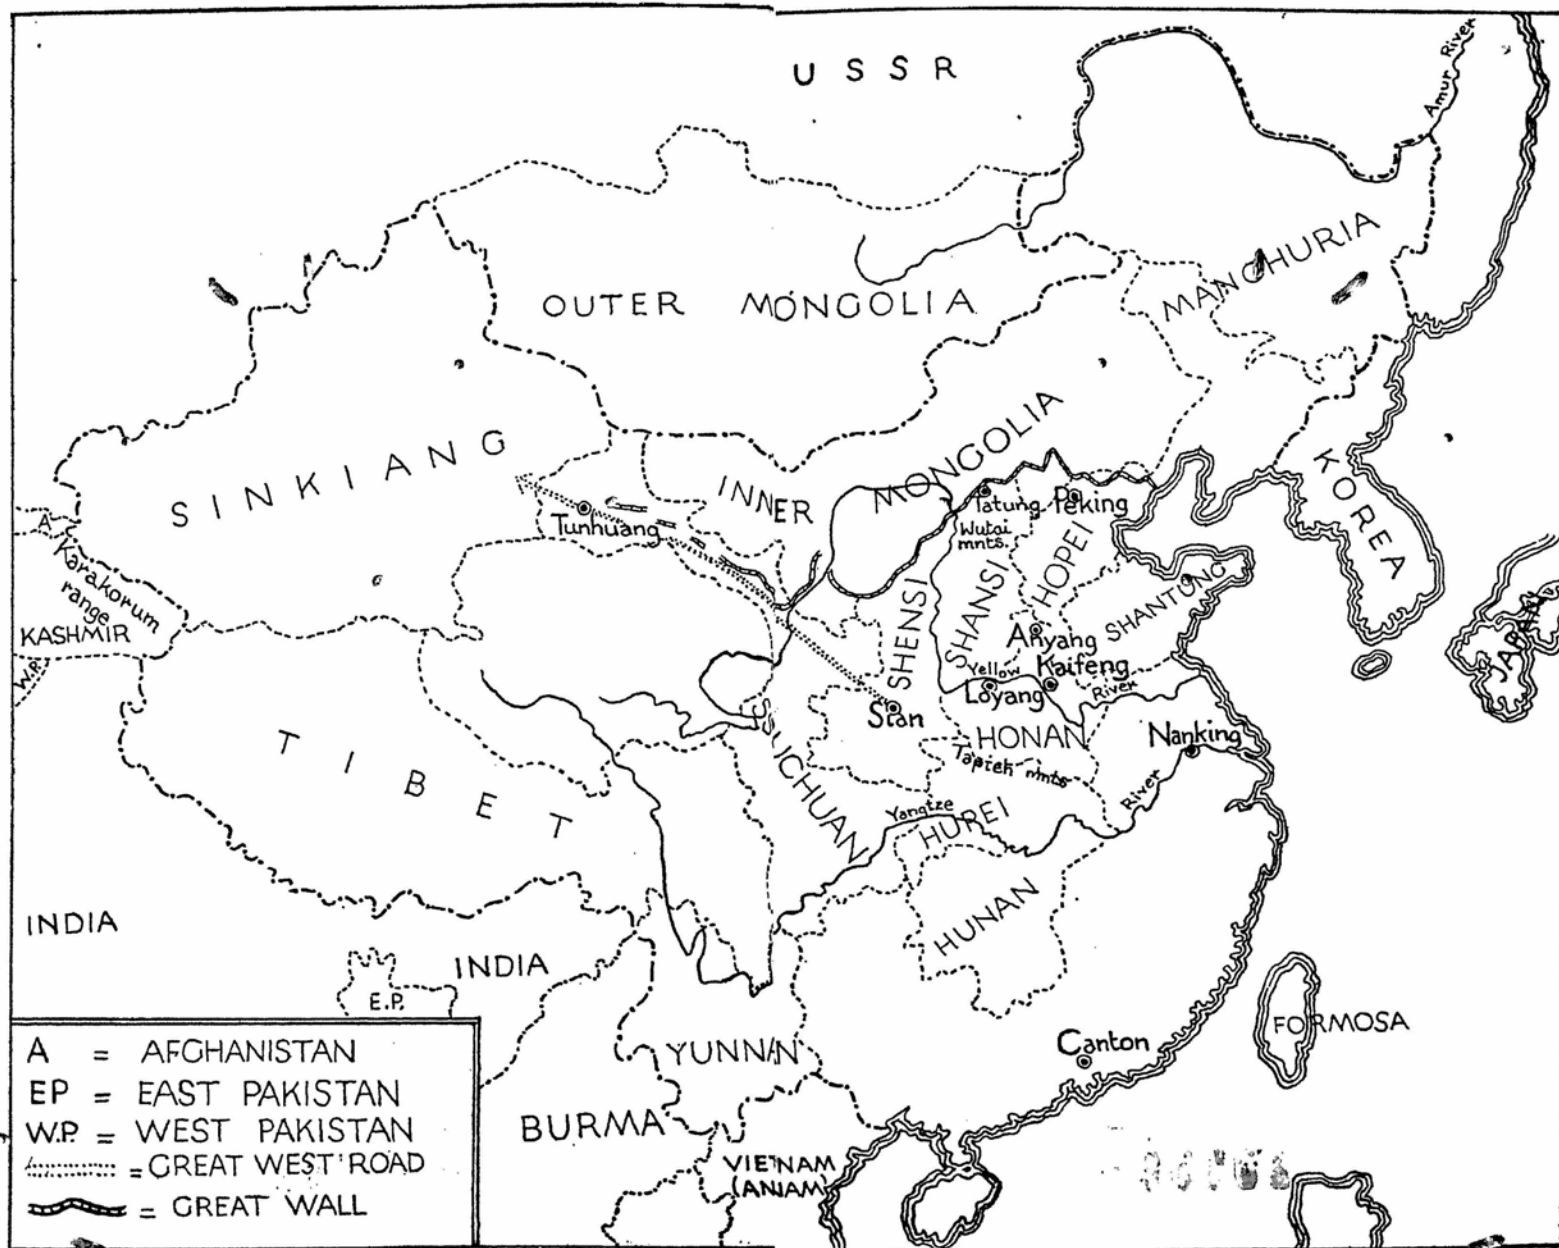 USSR
Amur River
MANCHURIA
OUTER MONGOLIA
SINKIANG
INNER MONGOLIA
KOREA
Tatung
Peking
Wutai
mnts.
Tunhuang
A
Karakorum
range
KASHMIR
W.P.
HOPEI
SHANSI
SHENSI
SHANTUNG
Anyang
Kaifeng
Yellow River
Loyang
Sian
JAPAN
HONAN
Nanking
Tapieh mnts
TIBET
Yangtze River
HUPEI
HUNAN
INDIA
INDIA
E.P.
FORMOSA
Canton
YUNNAN
BURMA
VIETNAM
(ANNAM)
A = AFGHANISTAN
EP = EAST PAKISTAN
W.P. = WEST PAKISTAN
= GREAT WEST ROAD
= GREAT WALL